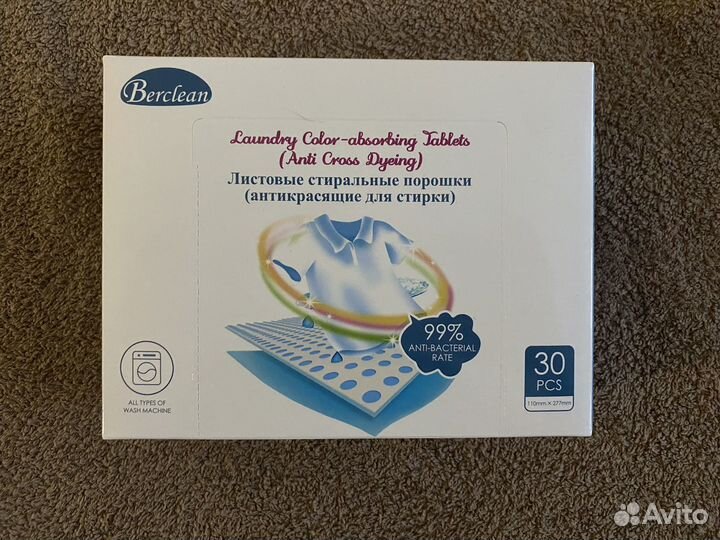 Berclean
Laundry Color-absorbing Tablets
(Anti Cross Dyeing)
Листовые стиральные порошки
(антикрасящие для стирки)
99%
ANTI-BACTERIAL
RATE
ALL TYPES OF
WASH MACHINE
30
PCS
110mm×277mm
Avito